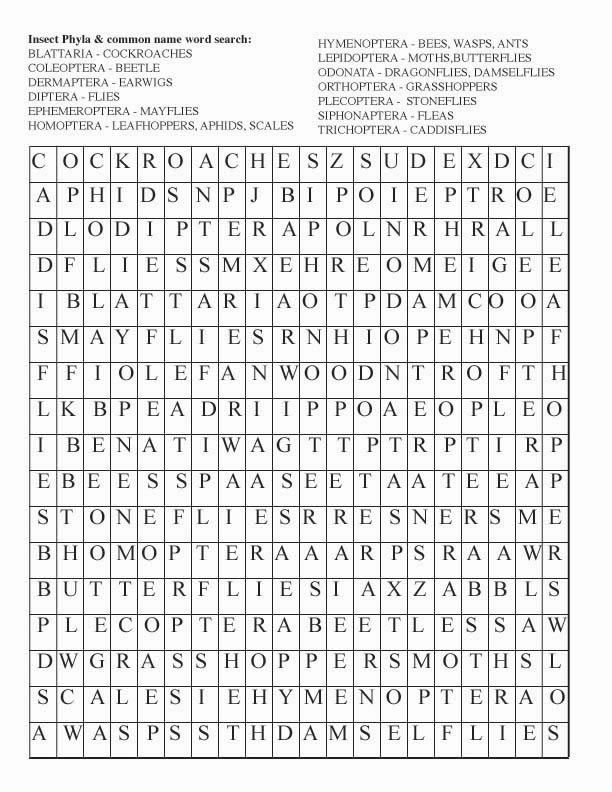 Insect Phyla & common name word search:
BLATTARIA - COCKROACHES
COLEOPTERA - BEETLE
DERMAPTERA - EARWIGS
DIPTERA - FLIES
EPHEMEROPTERA - MAYFLIES
HOMOPTERA - LEAFHOPPERS, APHIDS, SCALES
HYMENOPTERA - BEES, WASPS, ANTS
LEPIDOPTERA - MOTHS,BUTTERFLIES
ODONATA - DRAGONFLIES, DAMSELFLIES
ORTHOPTERA - GRASSHOPPERS
PLECOPTERA - STONEFLIES
SIPHONAPTERA - FLEAS
TRICHOPTERA - CADDISFLIES
C O C K R O A C H E S Z S U D E X D C I
A P H I D S N P J B I P O I E P T R O E
D L O D I P T E R A P O L N R H R A L L
D F L I E S S M X E H R E O M E I G E E
I B L A T T A R I A O T P D A M C O O A
S M A Y F L I E S R N H I O P E H N P F
F F I O L E F A N W O O D N T R O F T H
L K B P E A D R I I P P O A E O P L E O
I B E N A T I W A G T T P T R P T I R P
E B E E S S P A A S E E T A A T E E A P
S T O N E F L I E S R R E S N E R S M E
B H O M O P T E R A A A R P S R A A W R
B U T T E R F L I E S I A X Z A B B L S
P L E C O P T E R A B E E T L E S S A W
D W G R A S S H O P P E R S M O T H S L
S C A L E S I E H Y M E N O P T E R A O
A W A S P S S T H D A M S E L F L I E S